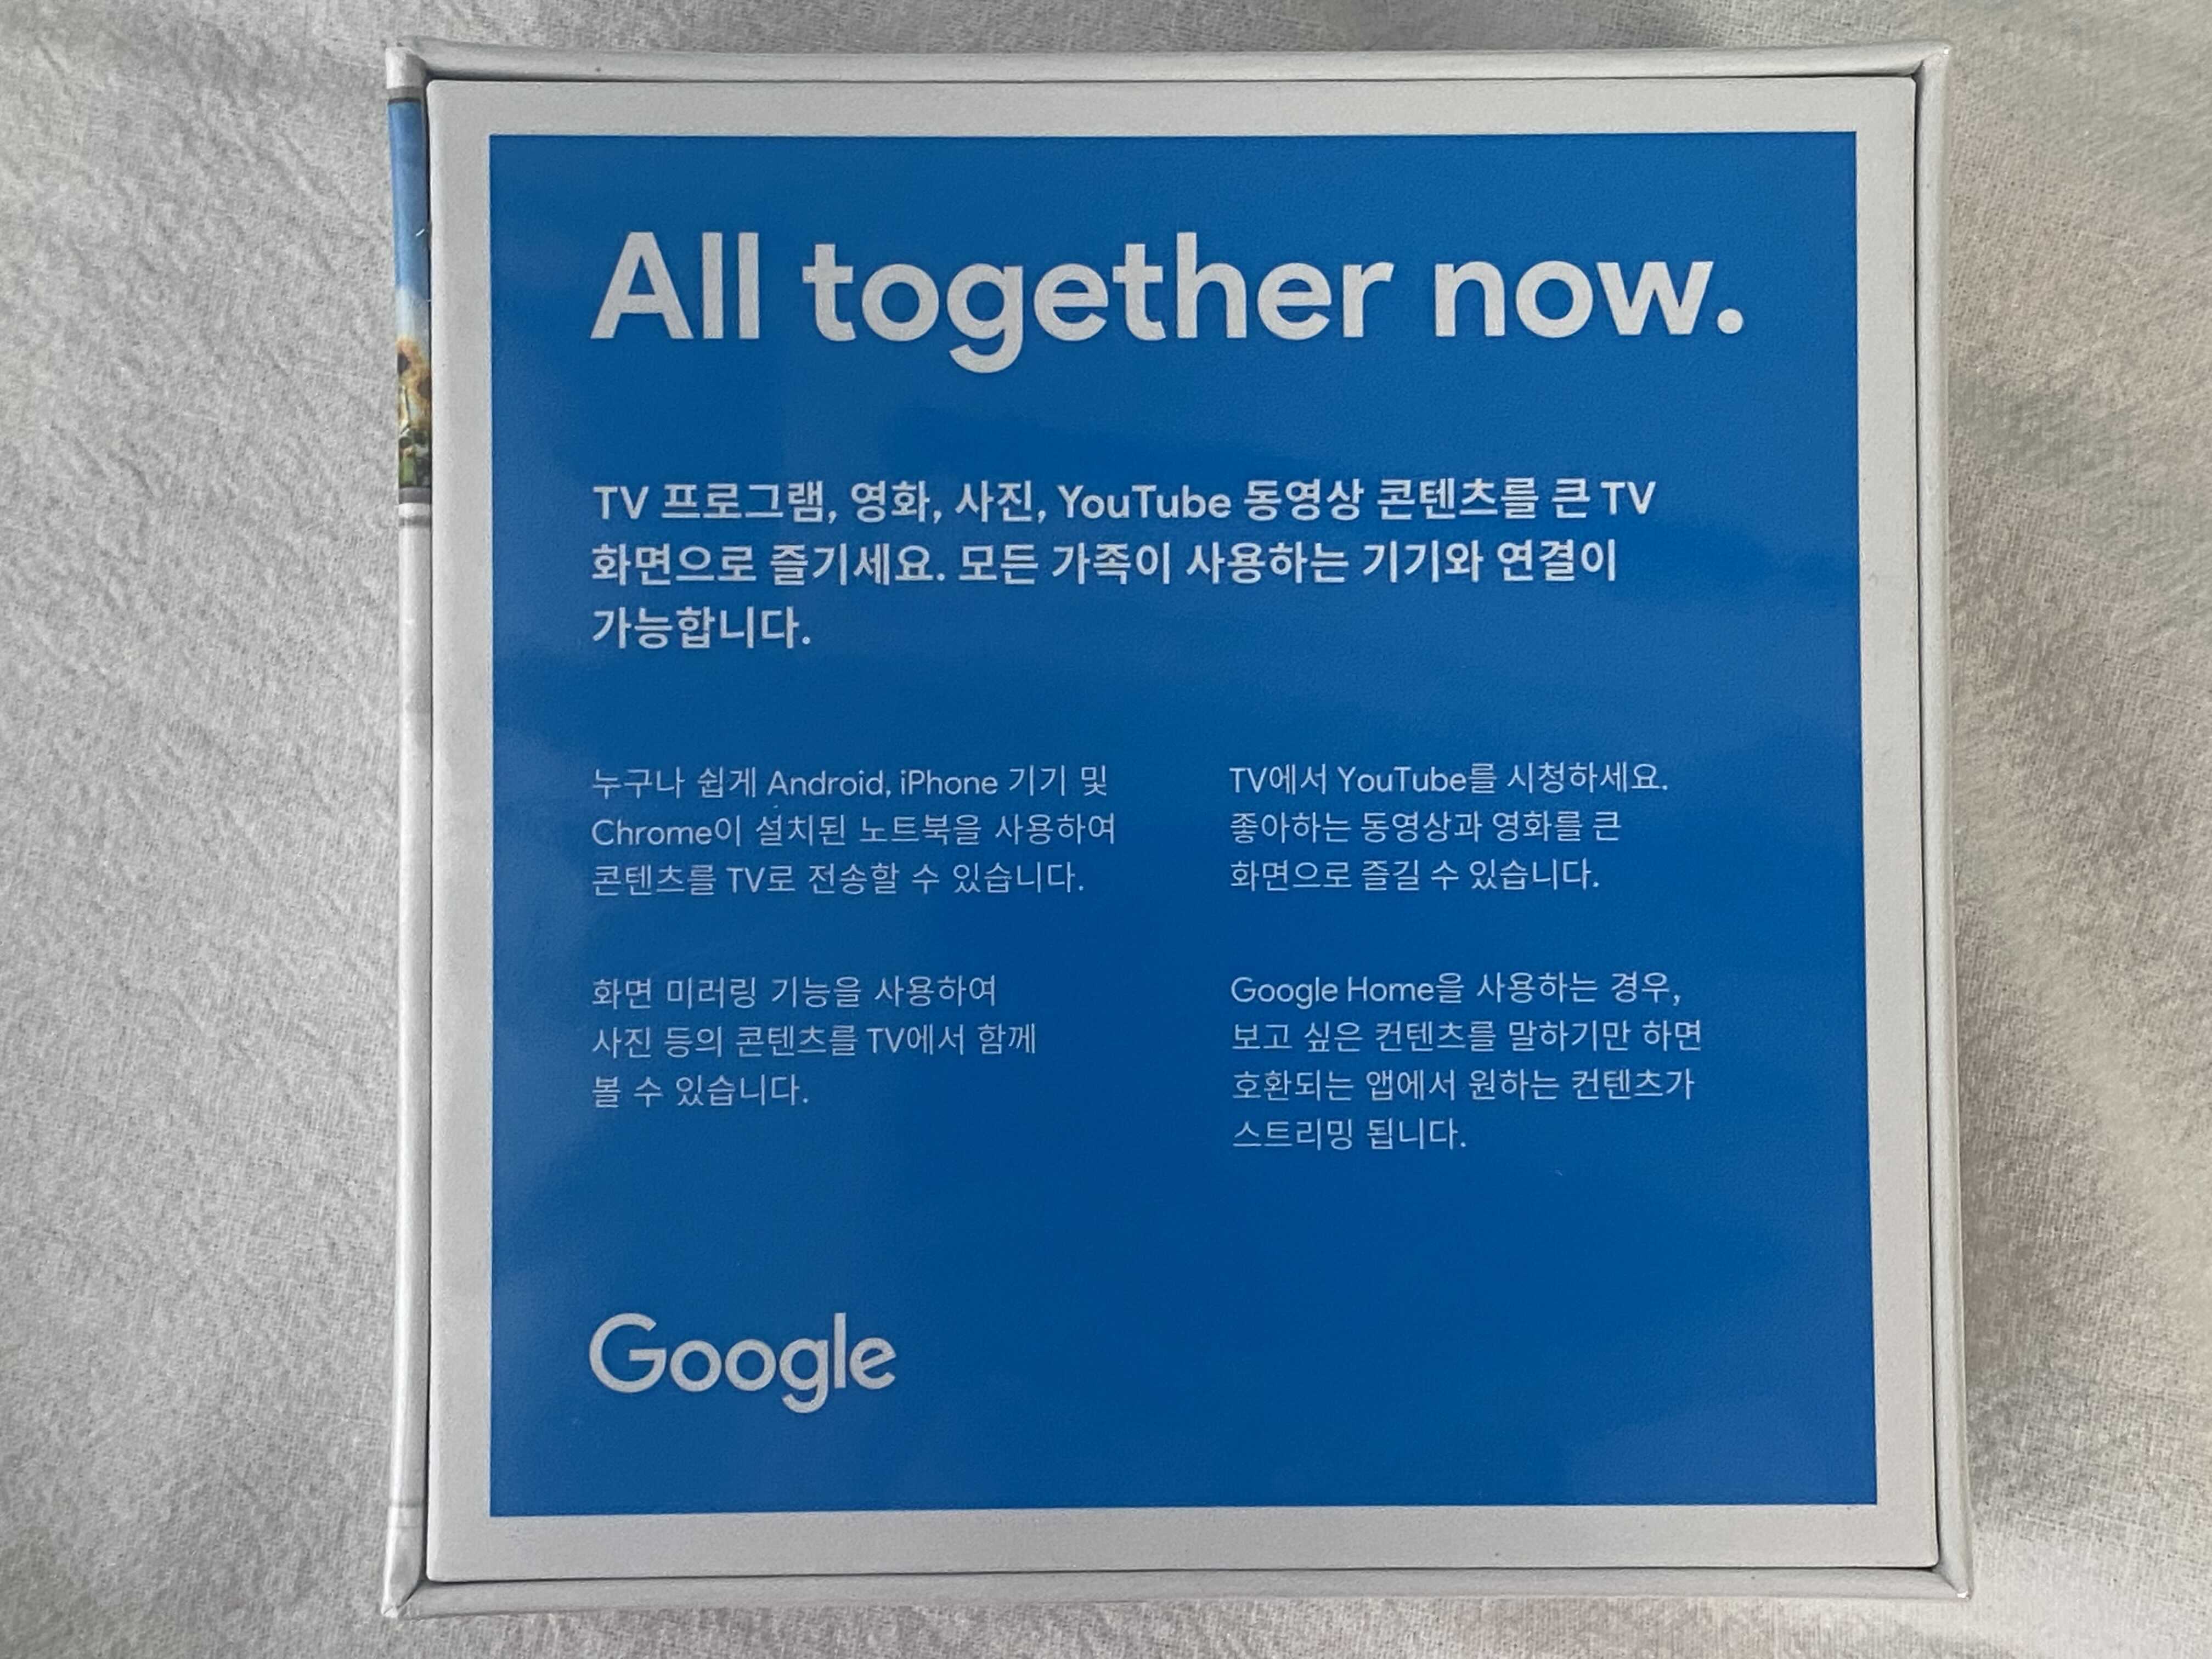 All together now.
TV 프로그램, 영화, 사진, YouTube 동영상 콘텐츠를 큰 TV
화면으로 즐기세요. 모든 가족이 사용하는 기기와 연결이
가능합니다.
누구나 쉽게 Android, iPhone 기기 및
Chrome이 설치된 노트북을 사용하여
콘텐츠를 TV로 전송할 수 있습니다.
화면 미러링 기능을 사용하여
사진 등의 콘텐츠를 TV에서 함께
볼 수 있습니다.
TV에서 YouTube를 시청하세요.
좋아하는 동영상과 영화를 큰
화면으로 즐길 수 있습니다.
Google Home을 사용하는 경우,
보고 싶은 컨텐츠를 말하기만 하면
호환되는 앱에서 원하는 컨텐츠가
스트리밍 됩니다.
Google